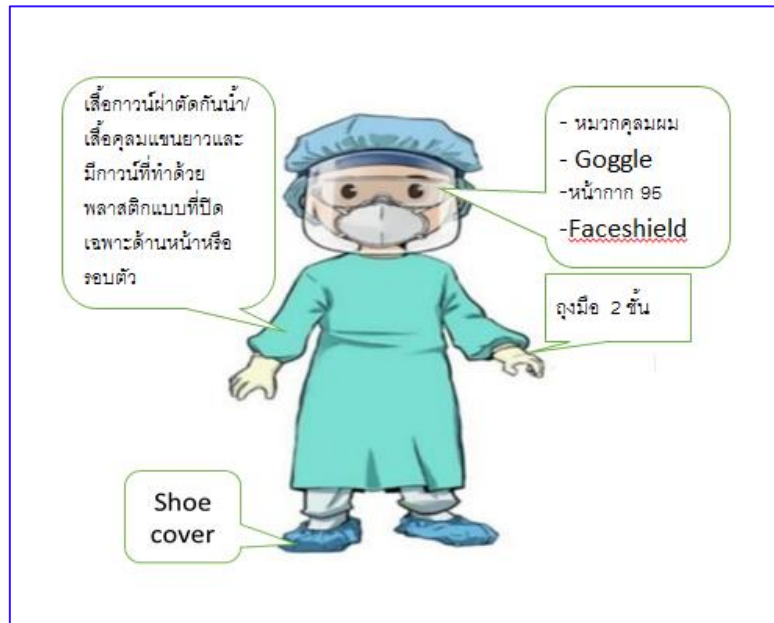 เสื้อกาวน์ผ่าตัดกันน้ำ/
เสื้อคลุมแขนยาวและ
มีกาวน์ที่ทำด้วย
พลาสติกแบบที่ปิด
เฉพาะด้านหน้าหรือ
รอบตัว
- หมวกคุลมผม
- Goggle
-หน้ากาก 95
-Faceshield
ถุงมือ 2 ชั้น
Shoe
cover